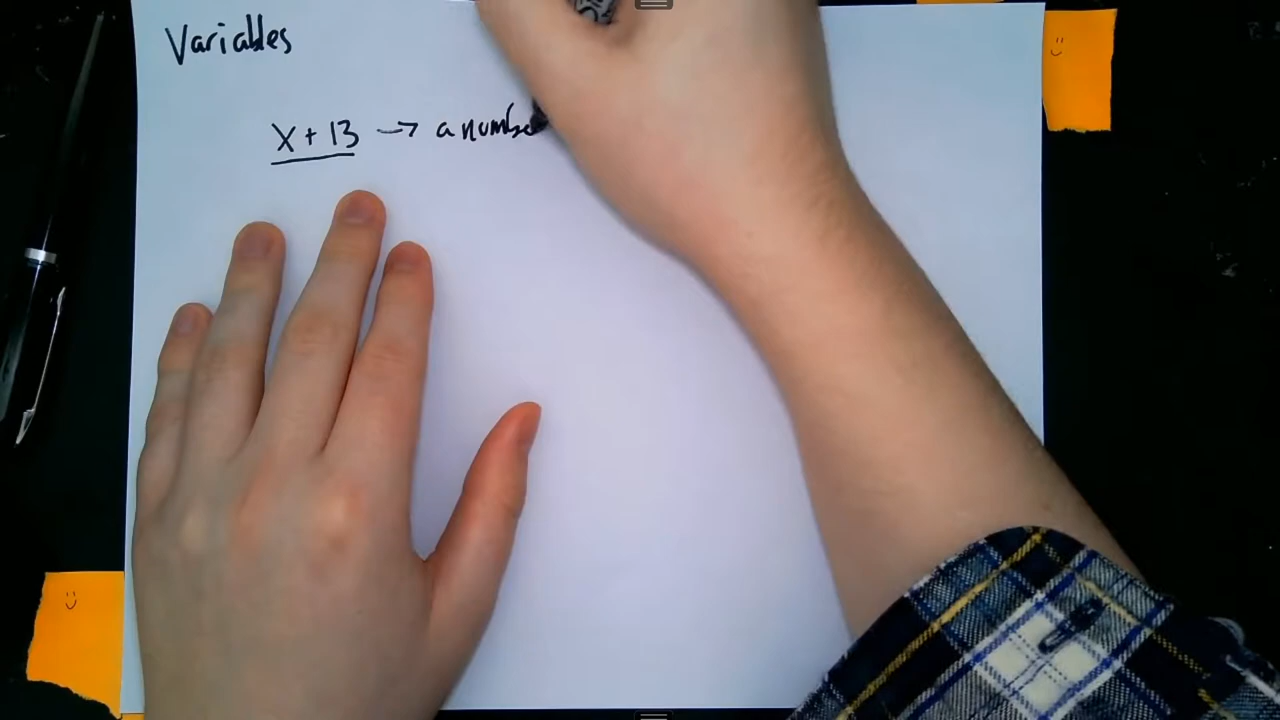 Variables
x + 13 → a numbe